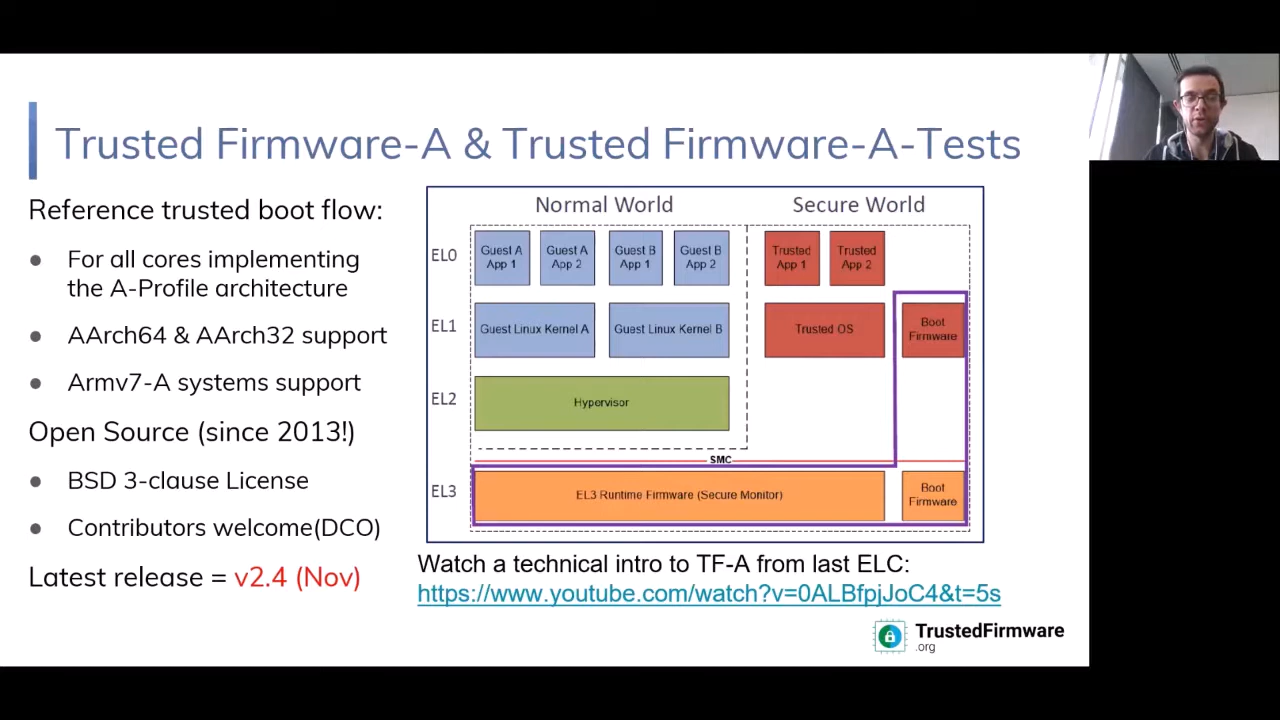 Trusted Firmware-A & Trusted Firmware-A-Tests
Reference trusted boot flow:
● For all cores implementing
the A-Profile architecture
● AArch64 & AArch32 support
● Armv7-A systems support
Open Source (since 2013!)
● BSD 3-clause License
● Contributors welcome(DCO)
Latest release = v2.4 (Nov)
Normal World
Secure World
EL0
Guest A
App 1
Guest A
App 2
Guest B
App 1
Guest B
App 2
Trusted
App 1
Trusted
App 2
EL1
Guest Linux Kernel A
Guest Linux Kernel B
Trusted OS
Boot
Firmware
EL2
Hypervisor
SMC
EL3
EL3 Runtime Firmware (Secure Monitor)
Boot
Firmware
Watch a technical intro to TF-A from last ELC:
https://www.youtube.com/watch?v=0ALBfpjJoC4&t=5s
TrustedFirmware
.org